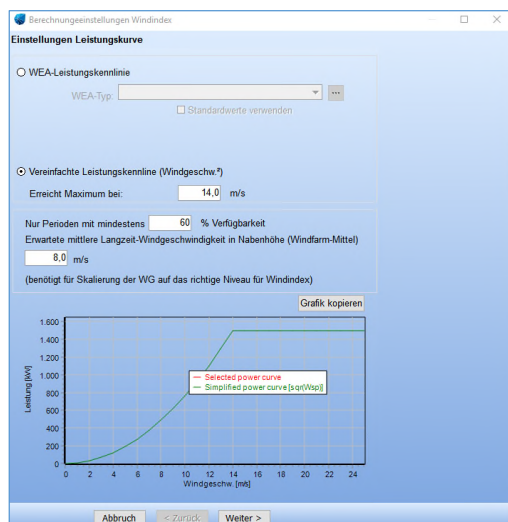 Berechnungeeinstellungen Windindex
Einstellungen Leistungskurve
WEA-Leistungskennlinie
WEA-Typ:
...
Standardwerte verwenden
Vereinfachte Leistungskennline (Windgeschw.²)
Erreicht Maximum bei: 14,0 m/s
Nur Perioden mit mindestens 60 % Verfügbarkeit
Erwartete mittlere Langzeit-Windgeschwindigkeit in Nabenhöhe (Windfarm-Mittel)
8,0 m/s
(benötigt für Skalierung der WG auf das richtige Niveau für Windindex)
Grafik kopieren
Leistung [kW]
1.600
1.400
1.200
1.000
800
600
400
200
0
Selected power curve
Simplified power curve [sqr(Wsp)]
0 2 4 6 8 10 12 14 16 18 20 22 24
Windgeschw. [m/s]
Abbruch < Zurück Weiter >